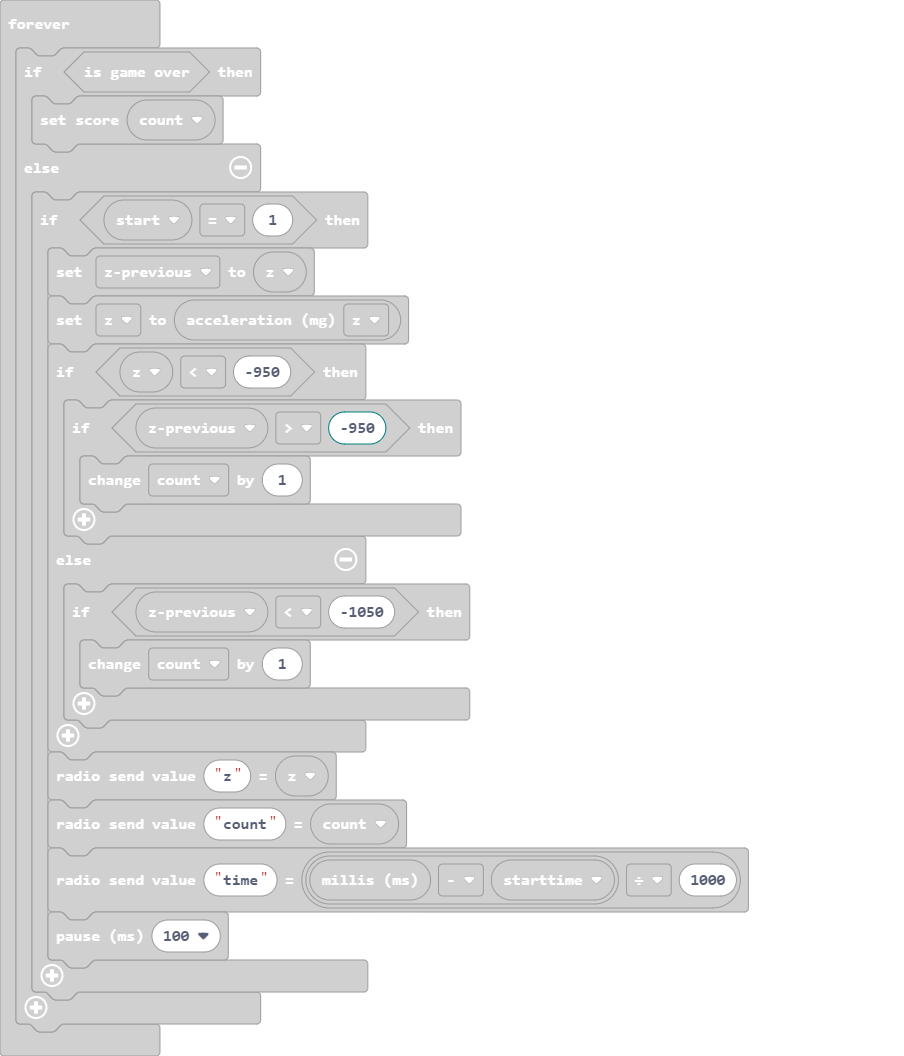 forever
if is game over then
set score count
else
if start = 1 then
set z-previous to z
set z to acceleration (mg) z
if z < -950 then
if z-previous > -950 then
change count by 1
else
if z-previous < -1050 then
change count by 1
radio send value "z" = z
radio send value "count" = count
radio send value "time" = millis (ms) - starttime ÷ 1000
pause (ms) 100